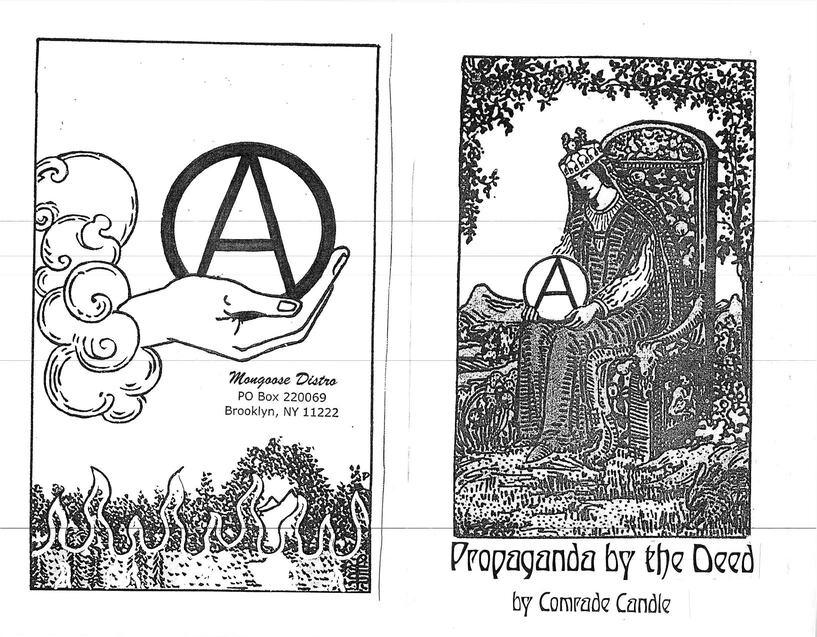 A
Mongoose Distro
PO Box 220069
Brooklyn, NY 11222
A
Propaganda by the Deed
by Comrade Candle